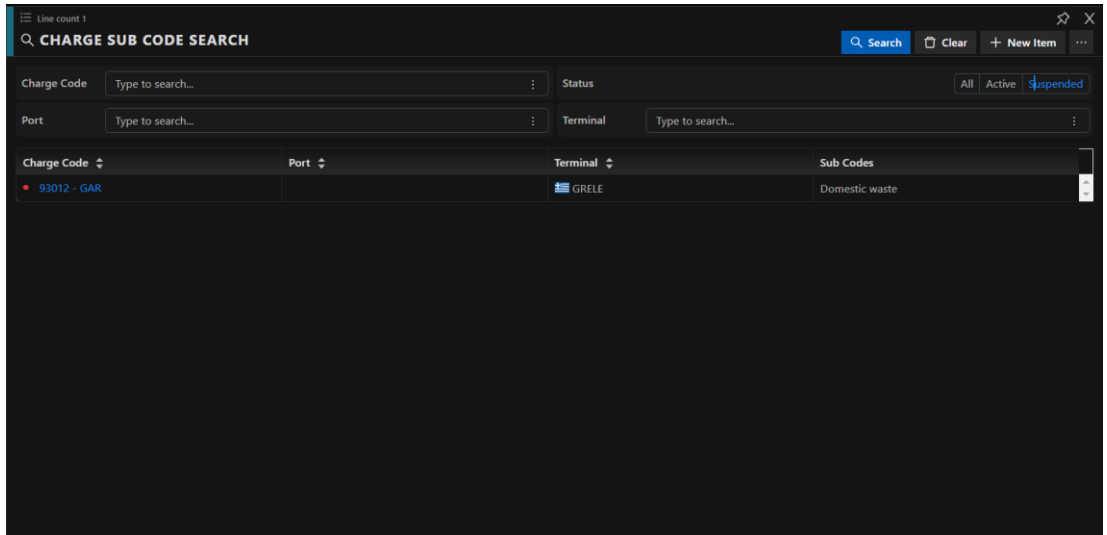 Line count 1
CHARGE SUB CODE SEARCH
Search Clear New Item
Charge Code Type to search... Status All Active Suspended
Port Type to search... Terminal Type to search...
Charge Code Port Terminal Sub Codes
93012 - GAR GRELE Domestic waste